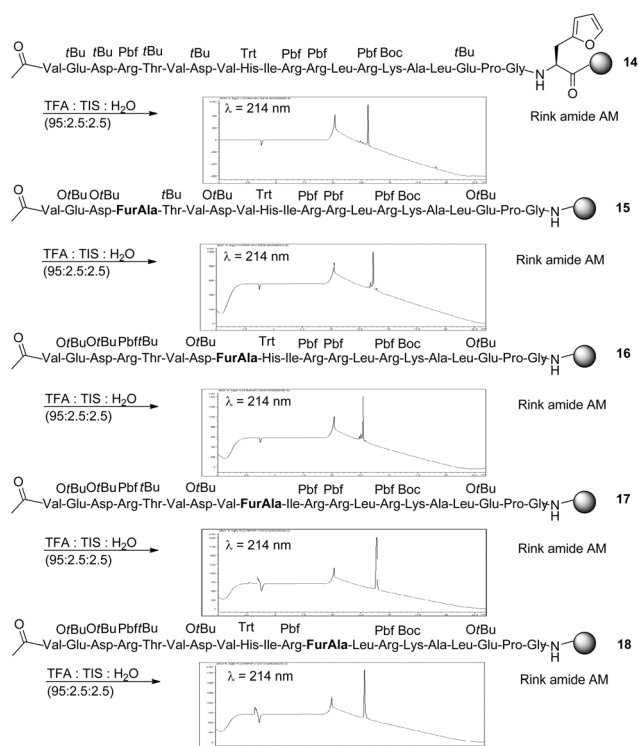 tBu tBu Pbf tBu tBu Trt Pbf Pbf Pbf Boc tBu
O
Val-Glu-Asp-Arg-Thr-Val-Asp-Val-His-Ile-Arg-Arg-Leu-Arg-Lys-Ala-Leu-Glu-Pro-Gly-N H O O 14
TFA : TIS : H2O
(95:2.5:2.5)
λ = 214 nm
Rink amide AM
OtBu OtBu tBu OtBu Trt Pbf Pbf Pbf Boc OtBu
O
Val-Glu-Asp-FurAla-Thr-Val-Asp-Val-His-Ile-Arg-Arg-Leu-Arg-Lys-Ala-Leu-Glu-Pro-Gly-N H 15
TFA : TIS : H2O
(95:2.5:2.5)
λ = 214 nm
Rink amide AM
OtBuOtBuPbftBu OtBu Trt Pbf Pbf Pbf Boc OtBu
O
Val-Glu-Asp-Arg-Thr-Val-Asp-FurAla-His-Ile-Arg-Arg-Leu-Arg-Lys-Ala-Leu-Glu-Pro-Gly-N H 16
TFA : TIS : H2O
(95:2.5:2.5)
λ = 214 nm
Rink amide AM
OtBuOtBu Pbf tBu OtBu Pbf Pbf Pbf Boc OtBu
O
Val-Glu-Asp-Arg-Thr-Val-Asp-Val-FurAla-Ile-Arg-Arg-Leu-Arg-Lys-Ala-Leu-Glu-Pro-Gly-N H 17
TFA : TIS : H2O
(95:2.5:2.5)
λ = 214 nm
Rink amide AM
OtBuOtBu PbftBu OtBu Trt Pbf Pbf Boc OtBu
O
Val-Glu-Asp-Arg-Thr-Val-Asp-Val-His-Ile-Arg-FurAla-Leu-Arg-Lys-Ala-Leu-Glu-Pro-Gly-N H 18
TFA : TIS : H2O
(95:2.5:2.5)
λ = 214 nm
Rink amide AM